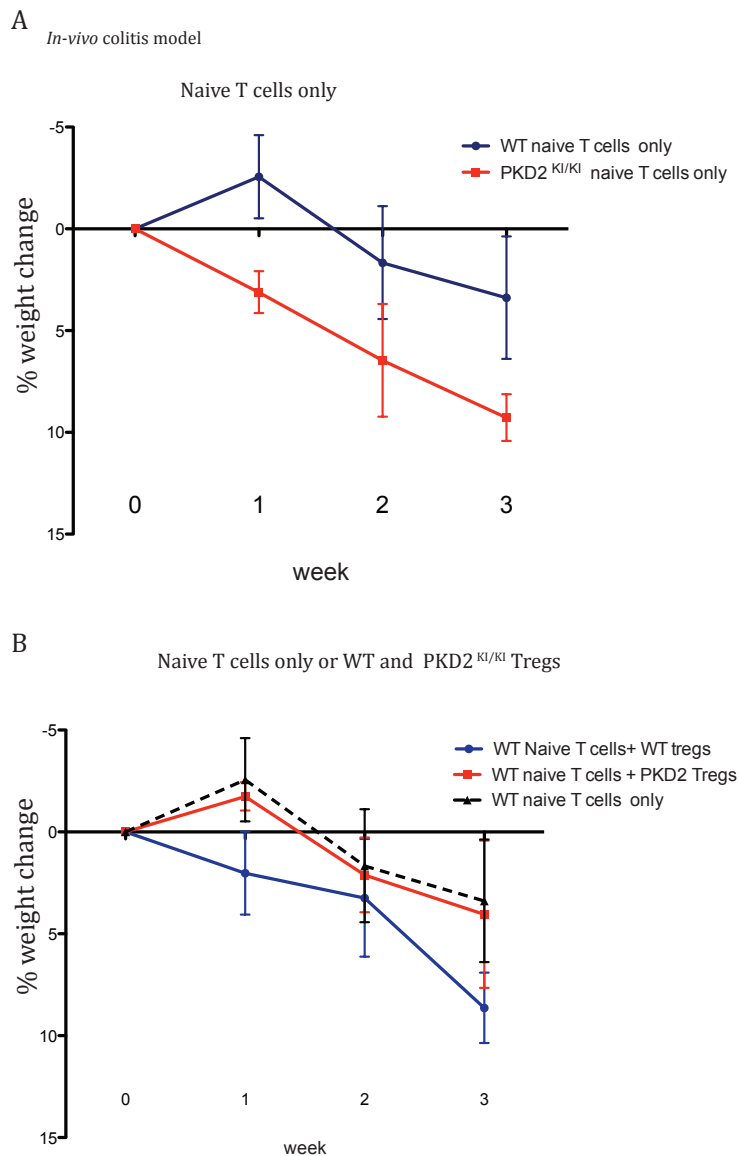 A
In-vivo colitis model
Naive T cells only
-5
0
5
10
15
% weight change
0 1 2 3
week
WT naive T cells only
PKD2 KI/KI naive T cells only
B
Naive T cells only or WT and PKD2 KI/KI Tregs
-5
0
5
10
15
% weight change
0 1 2 3
week
WT Naive T cells+ WT tregs
WT naive T cells + PKD2 Tregs
WT naive T cells only